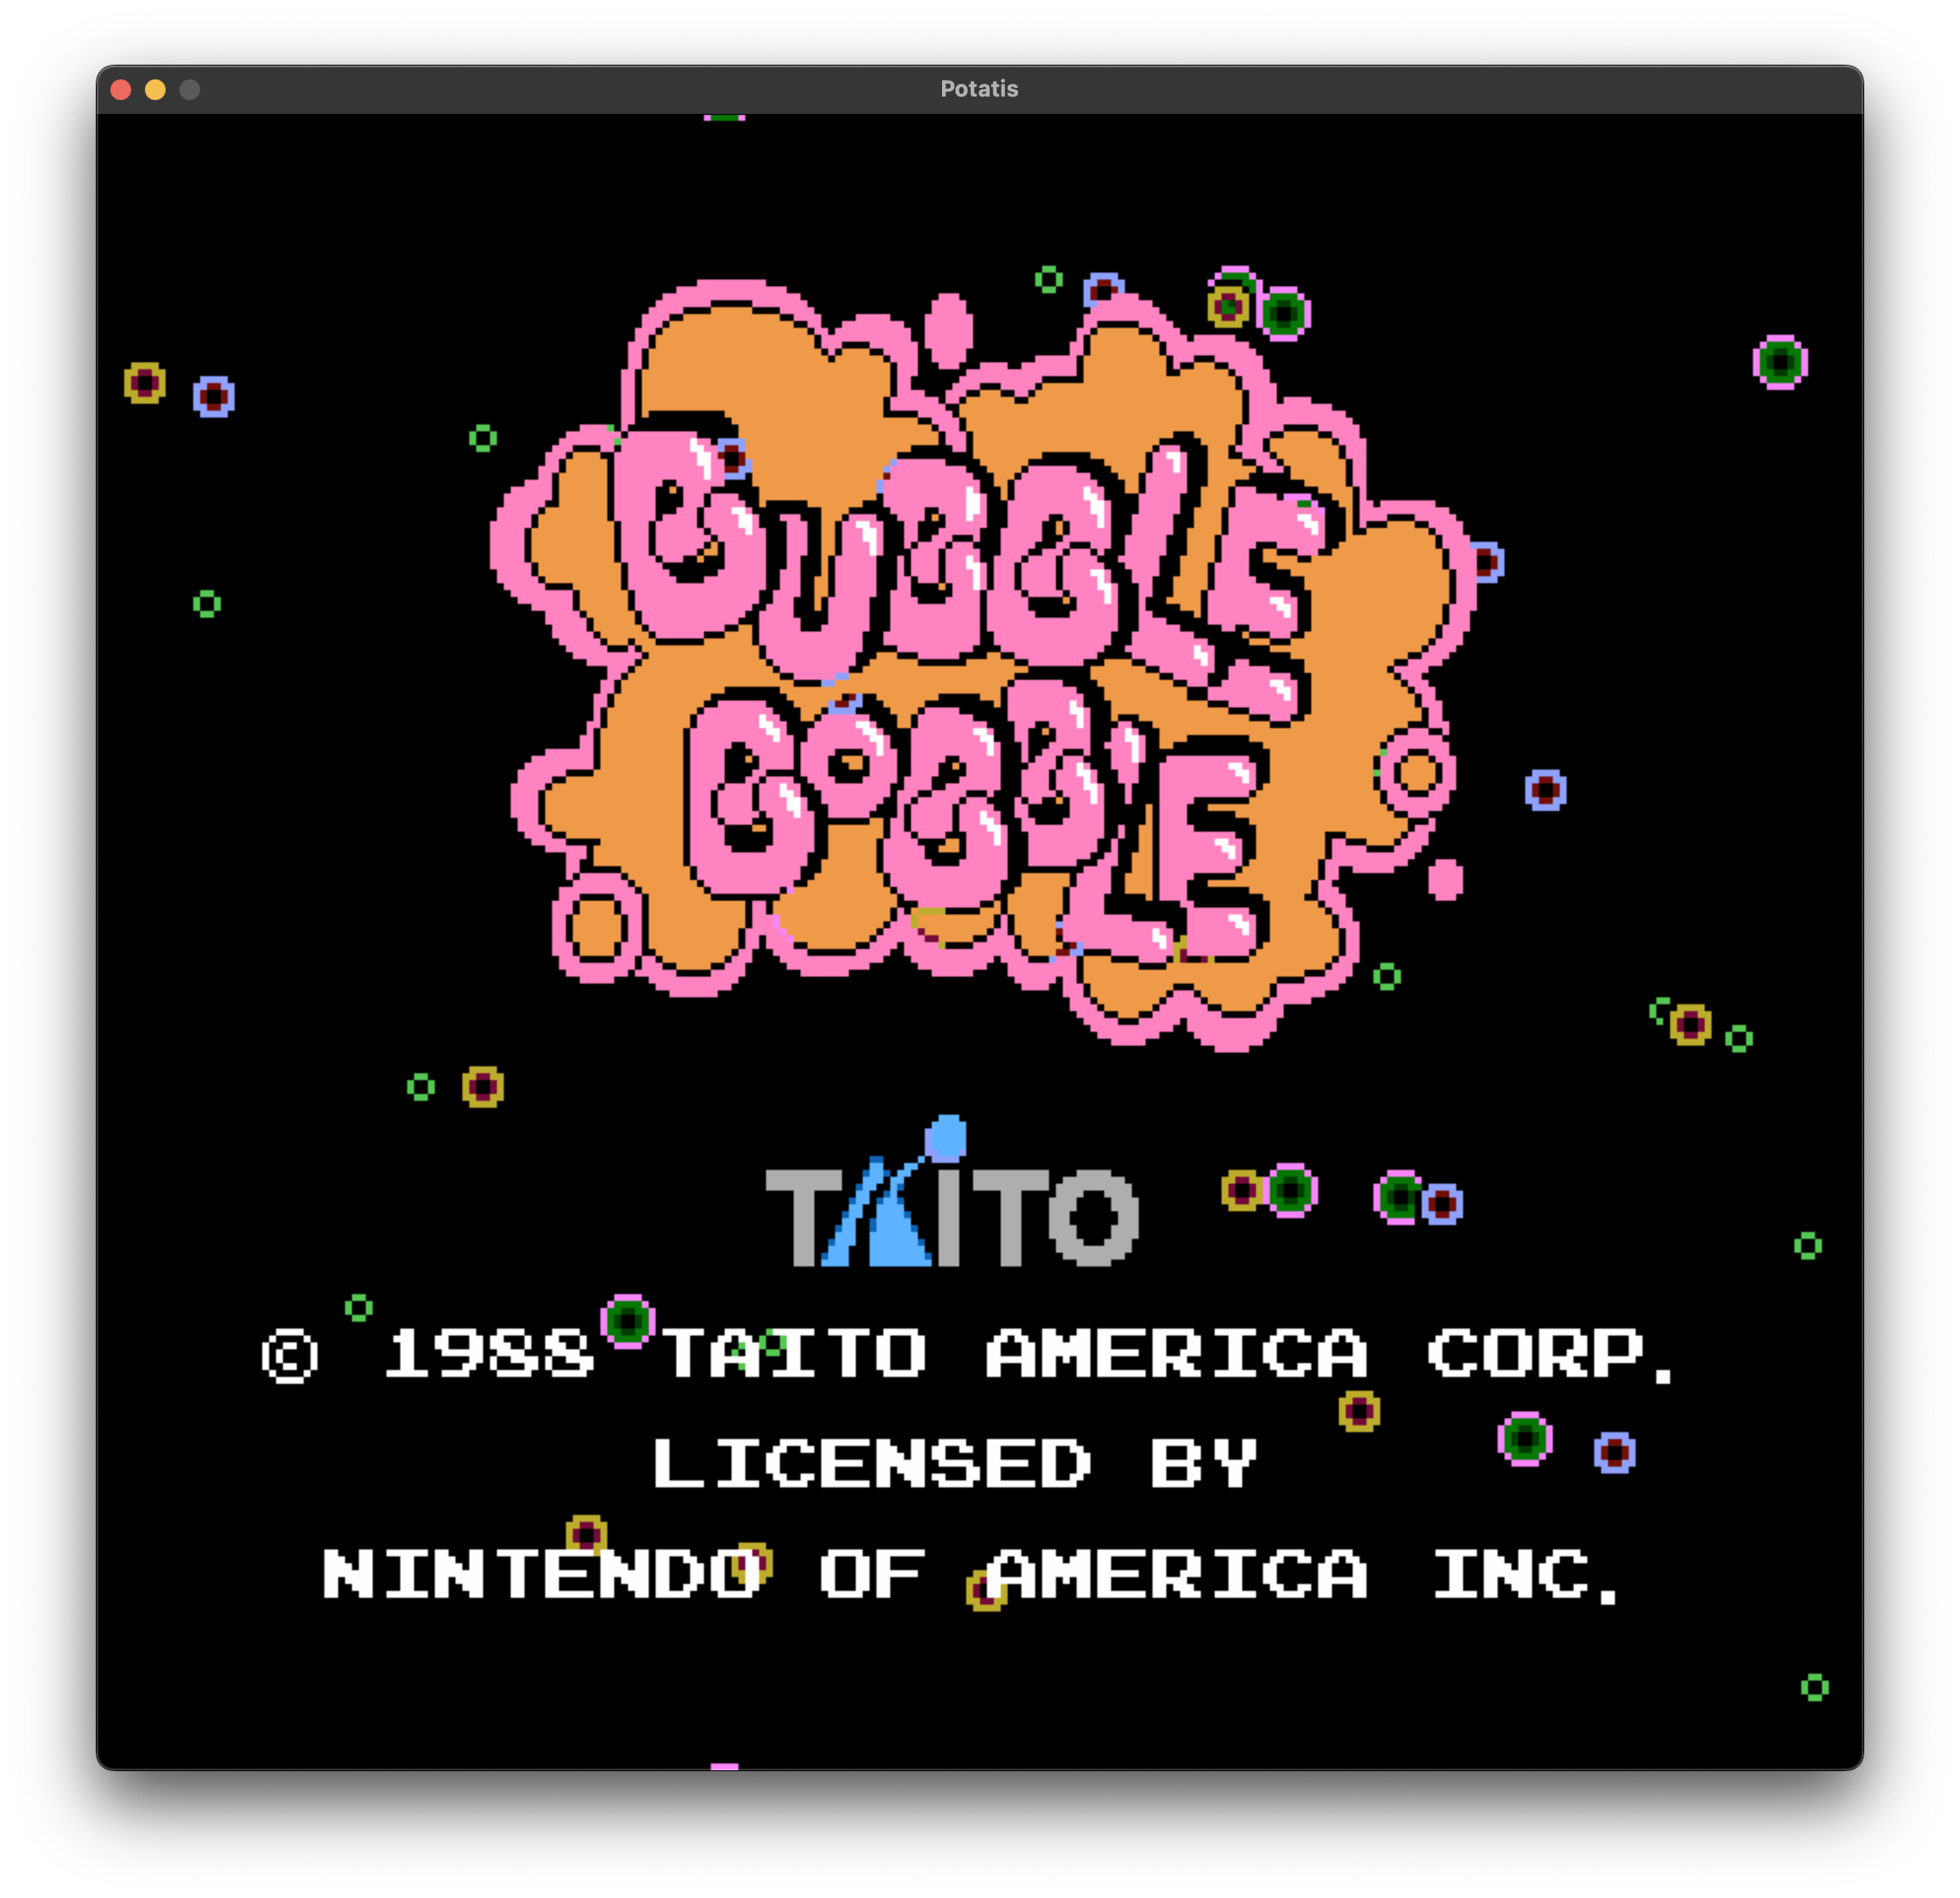 Potatis
BUBBLE
BOBBLE
TAITO
© 1988 TAITO AMERICA CORP.
LICENSED BY
NINTENDO OF AMERICA INC.